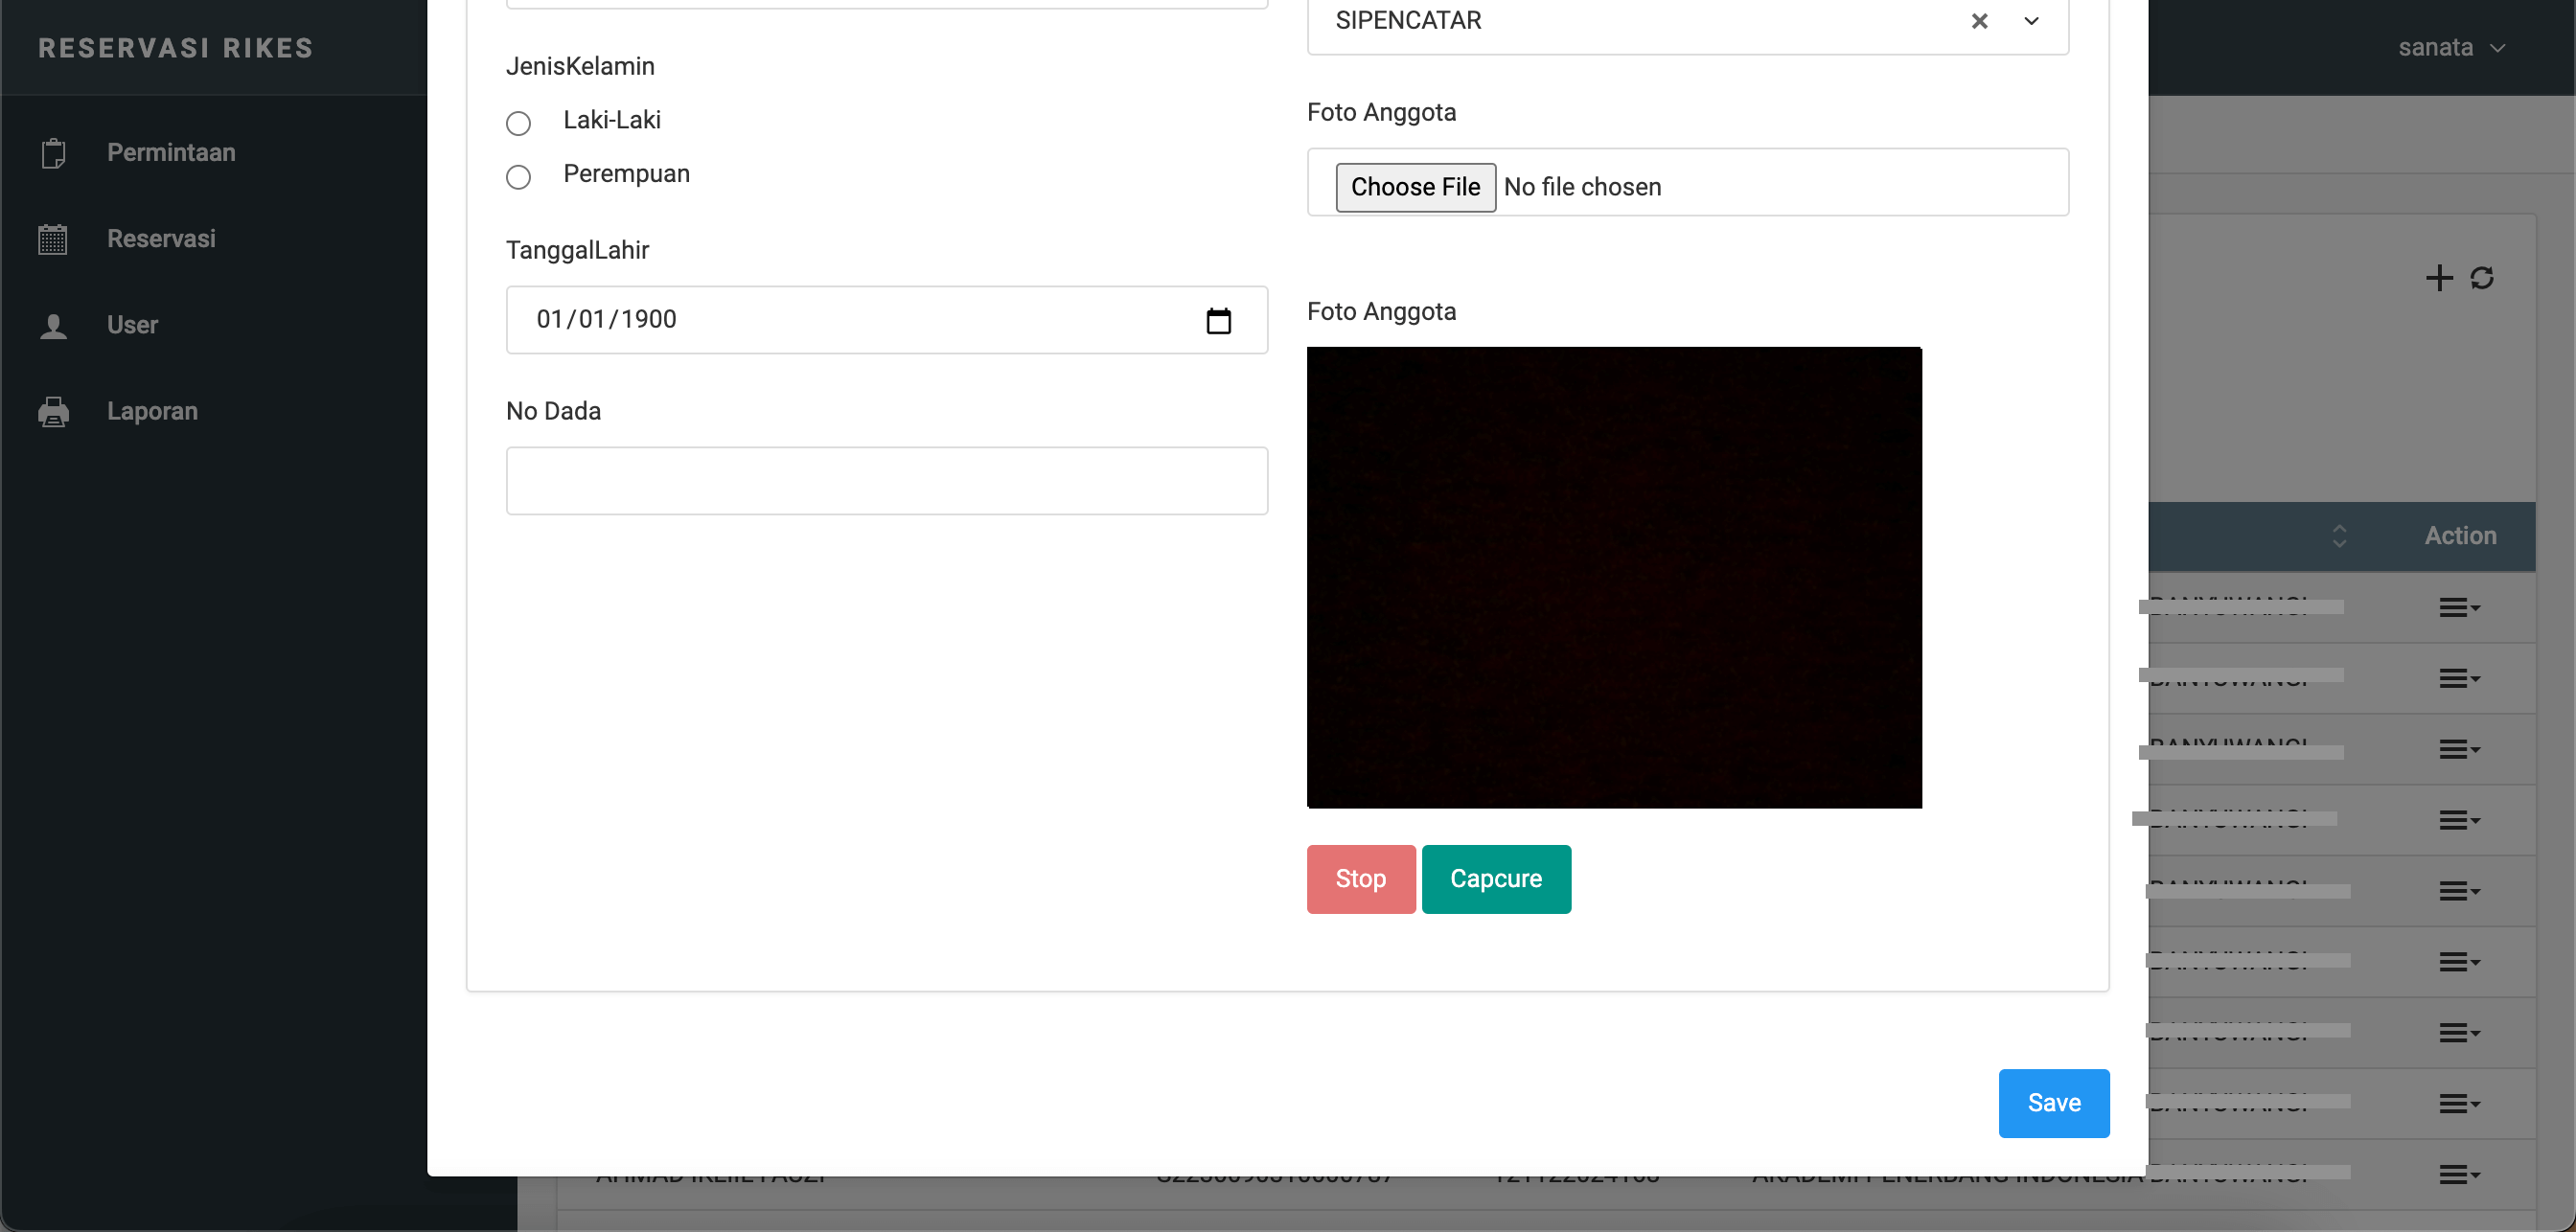 RESERVASI RIKES
sanata
Permintaan
Reservasi
User
Laporan
JenisKelamin
Laki-Laki
Perempuan
TanggalLahir
01/01/1900
No Dada
SIPENCATAR
Foto Anggota
Choose File No file chosen
Foto Anggota
Stop
Capcure
Save
Action